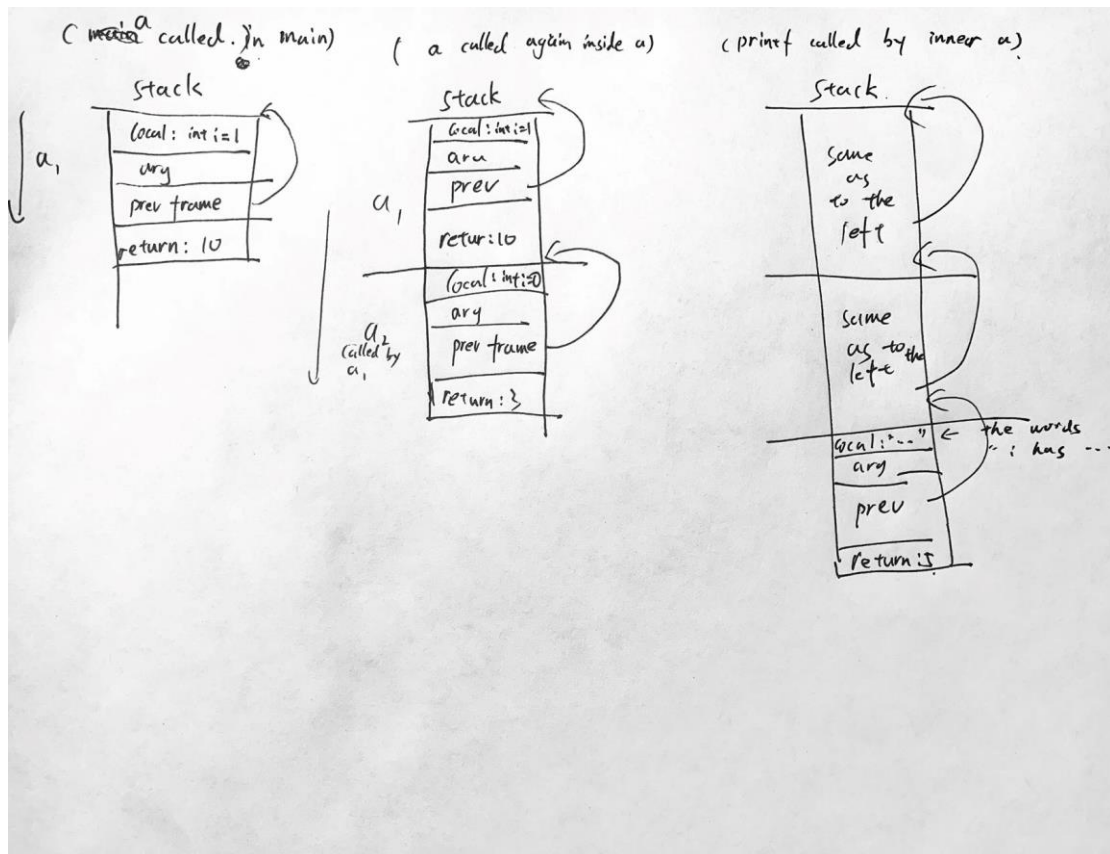 ( a called. in main)
stack
a₁
local: int i=1
arg
prev frame
return: 10
( a called again inside a)
stack
local: int i=1
prev
a₁
retur: 10
local: int i=0
arg
prev frame
a₂
called by
a₁
return: 3
(printf called by inner a)
stack.
same
as
to the
left
same
as to the
left
local: "--"
← the words
" i has ---
arg
prev
return: 5